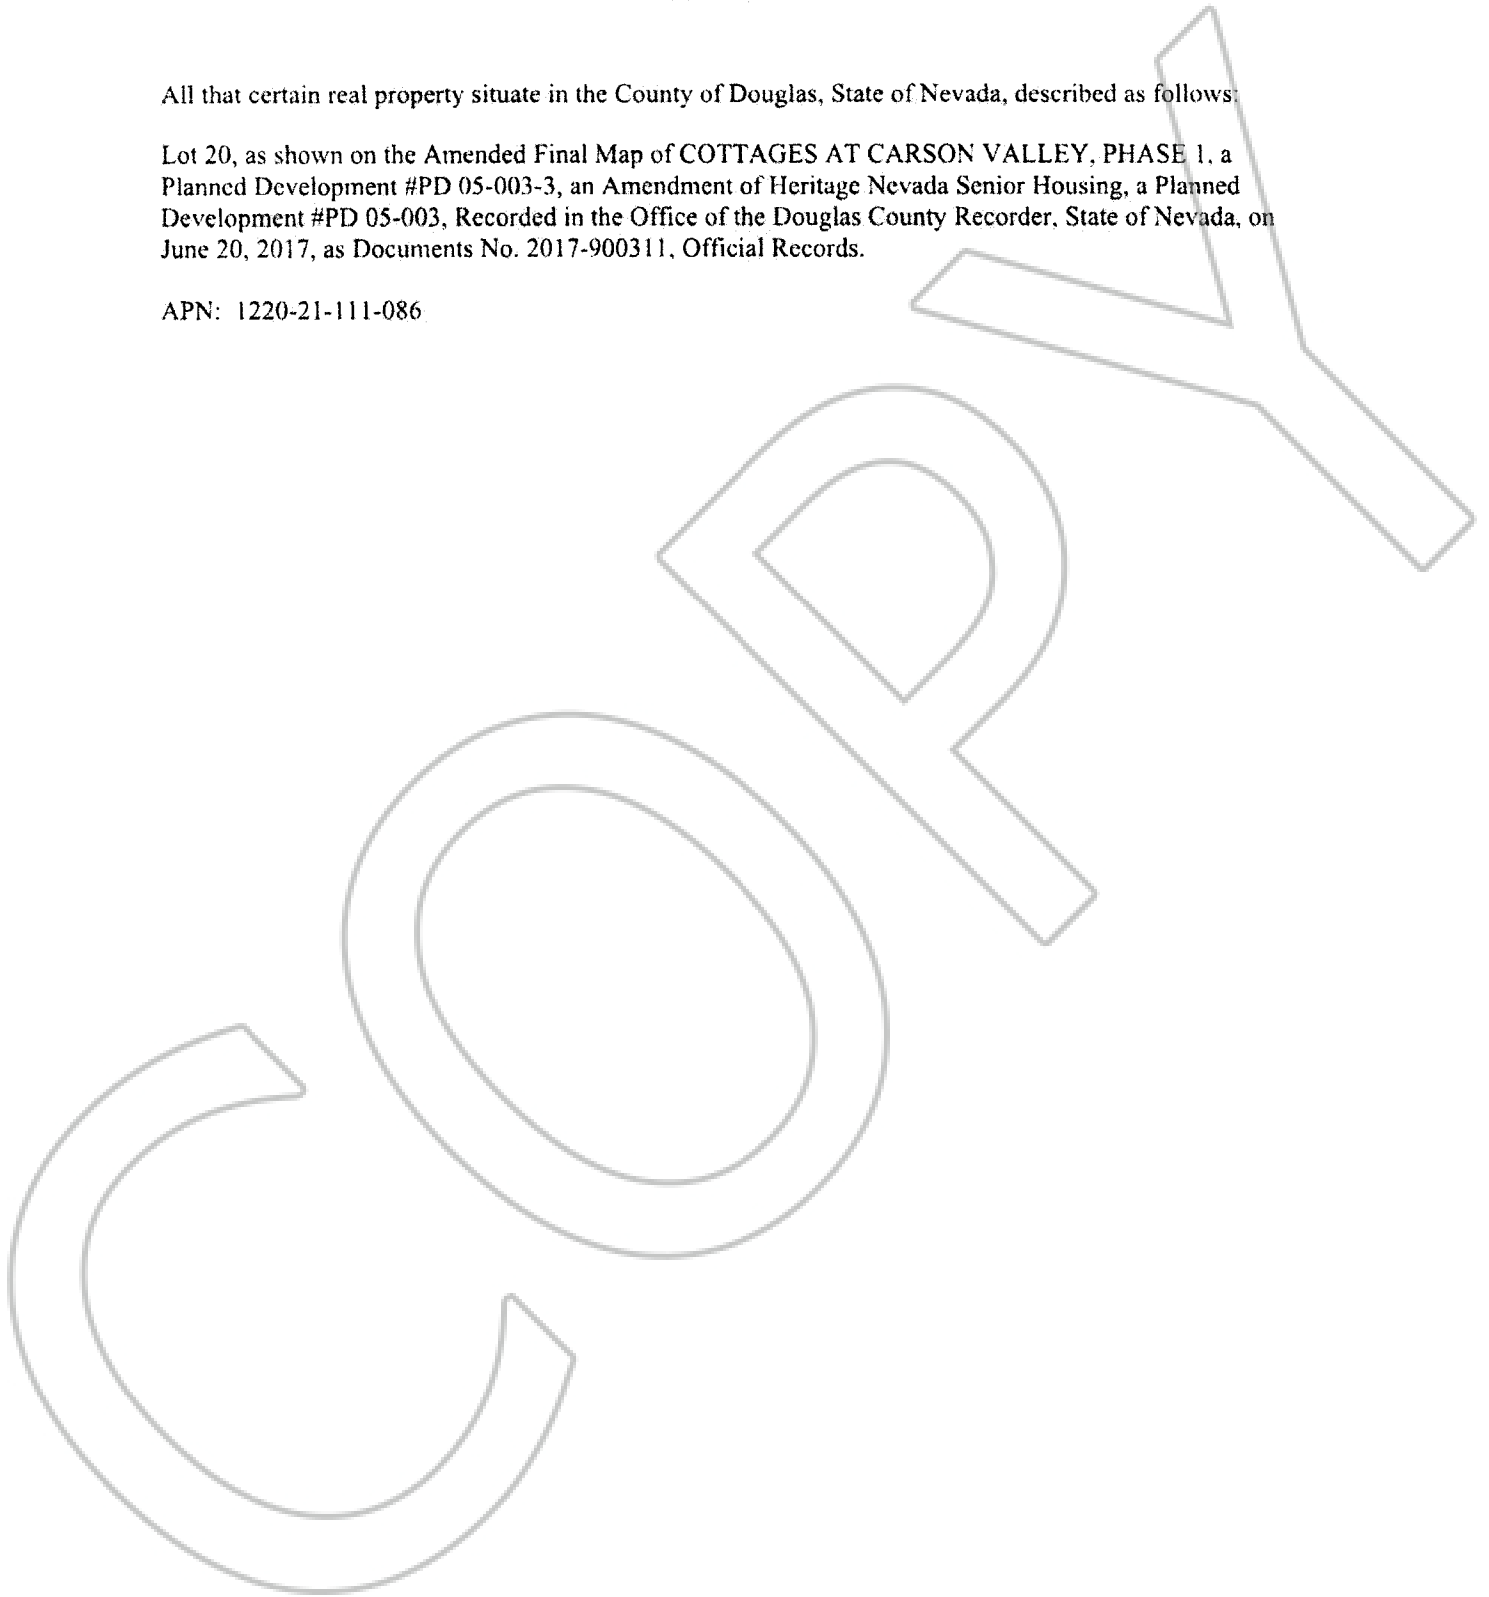 All that certain real property situate in the County of Douglas, State of Nevada, described as follows:
Lot 20, as shown on the Amended Final Map of COTTAGES AT CARSON VALLEY, PHASE 1, a
Planned Development #PD 05-003-3, an Amendment of Heritage Nevada Senior Housing, a Planned
Development #PD 05-003, Recorded in the Office of the Douglas County Recorder, State of Nevada, on
June 20, 2017, as Documents No. 2017-900311, Official Records.
APN: 1220-21-111-086
COPY